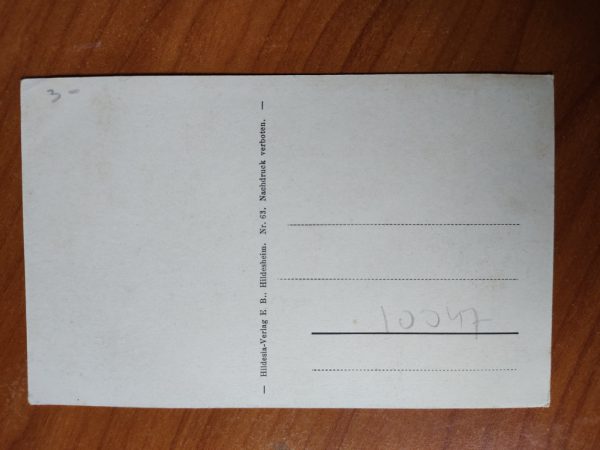 3 –
— Hildesia-Verlag E B., Hildesheim. Nr. 63. Nachdruck verboten. —
10047